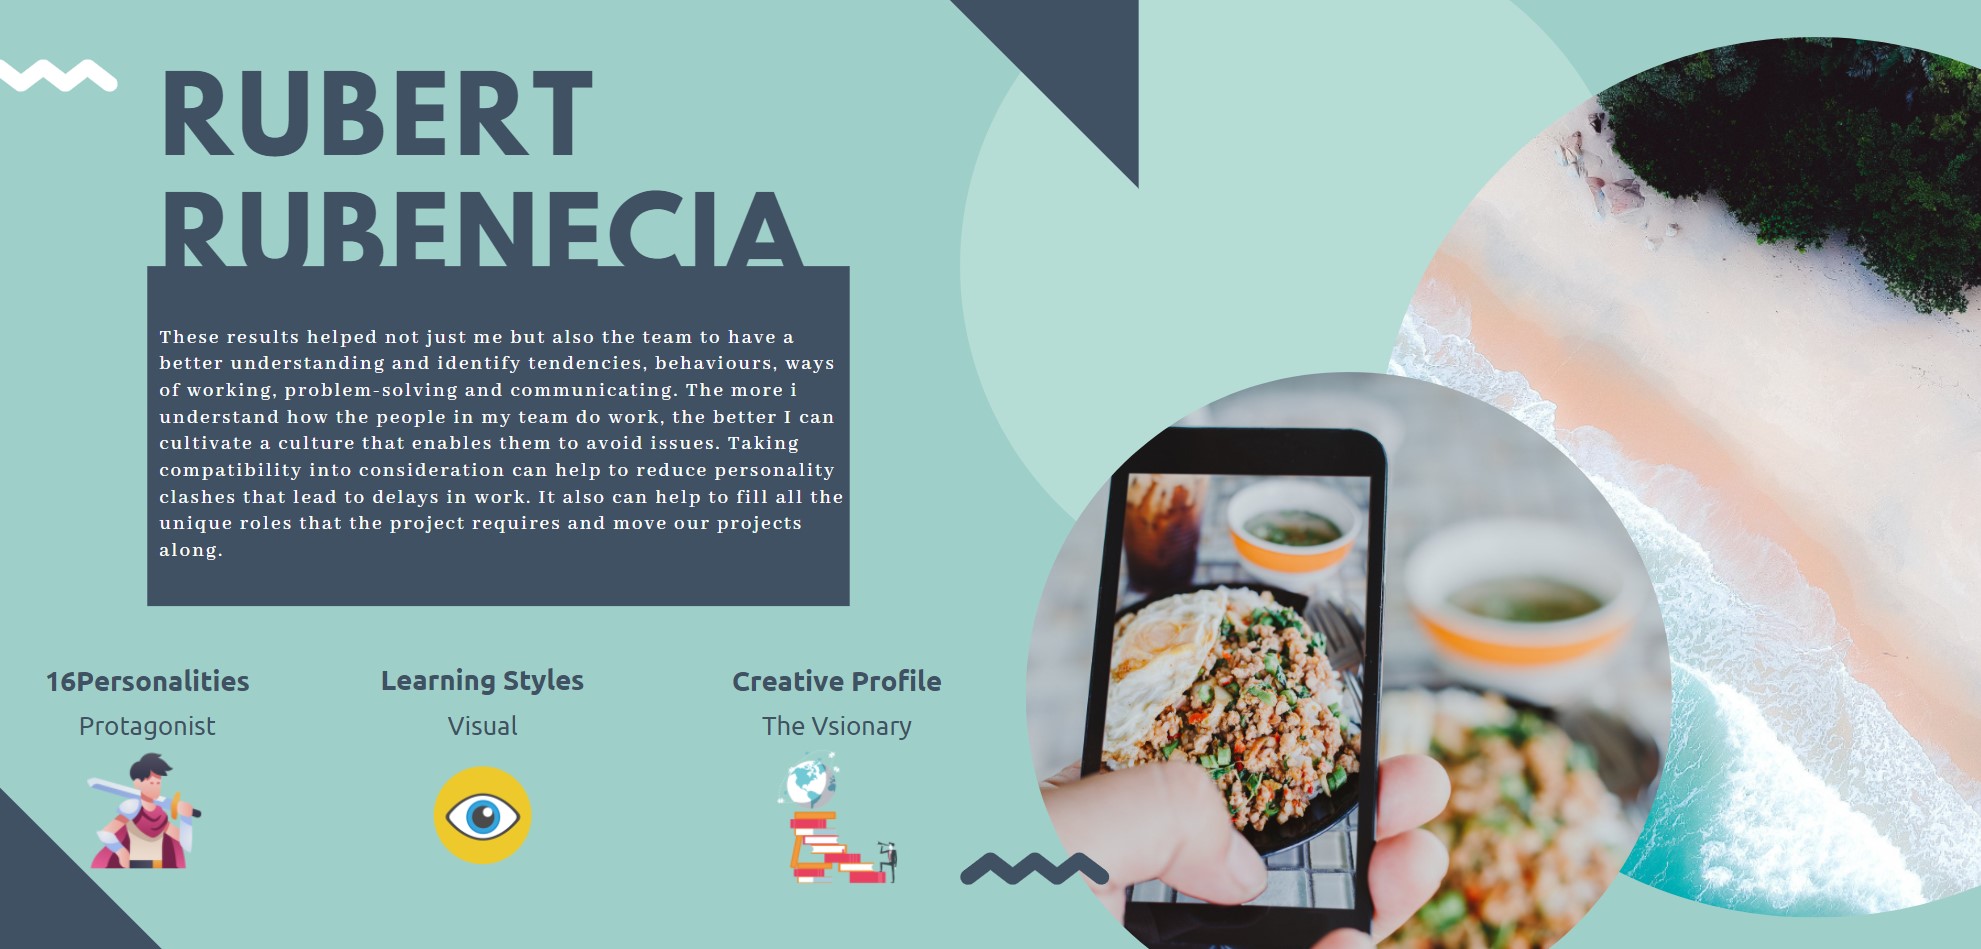 RUBERT
RUBENECIA
These results helped not just me but also the team to have a
better understanding and identify tendencies, behaviours, ways
of working, problem-solving and communicating. The more i
understand how the people in my team do work, the better I can
cultivate a culture that enables them to avoid issues. Taking
compatibility into consideration can help to reduce personality
clashes that lead to delays in work. It also can help to fill all the
unique roles that the project requires and move our projects
along.
16Personalities
Protagonist
Learning Styles
Visual
Creative Profile
The Vsionary